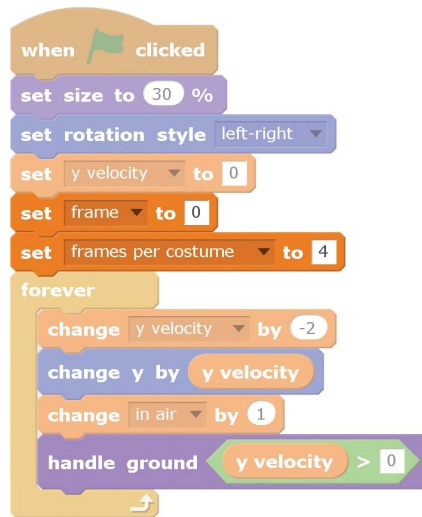 when clicked
set size to 30 %
set rotation style left-right
set y velocity to 0
set frame to 0
set frames per costume to 4
forever
change y velocity by -2
change y by y velocity
change in air by 1
handle ground y velocity > 0